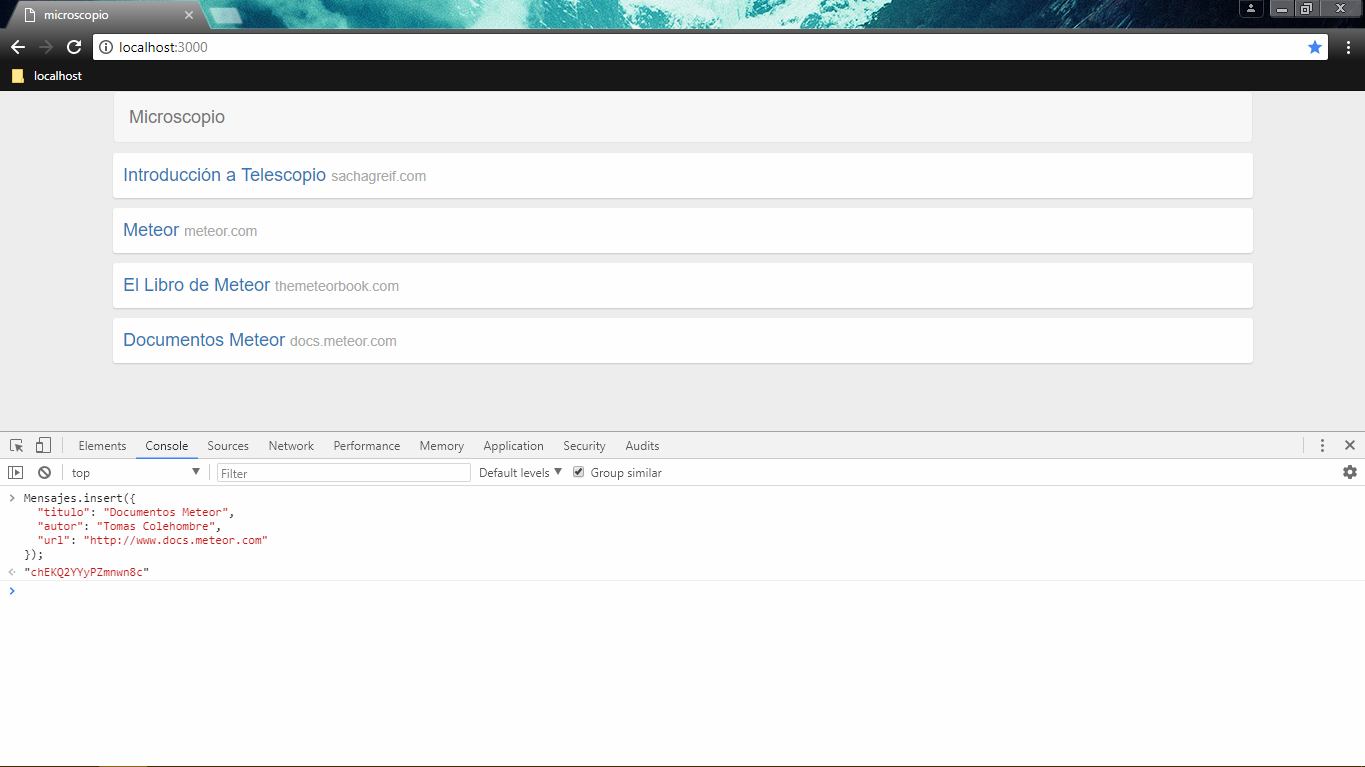 microscopio
localhost:3000
localhost
Microscopio
Introducción a Telescopio sachagreif.com
Meteor meteor.com
El Libro de Meteor themeteorbook.com
Documentos Meteor docs.meteor.com
Elements Console Sources Network Performance Memory Application Security Audits
top Filter Default levels Group similar
Mensajes.insert({
"titulo": "Documentos Meteor",
"autor": "Tomas Colehombre",
"url": "http://www.docs.meteor.com"
});
"chEKQ2YYyPZmnwn8c"